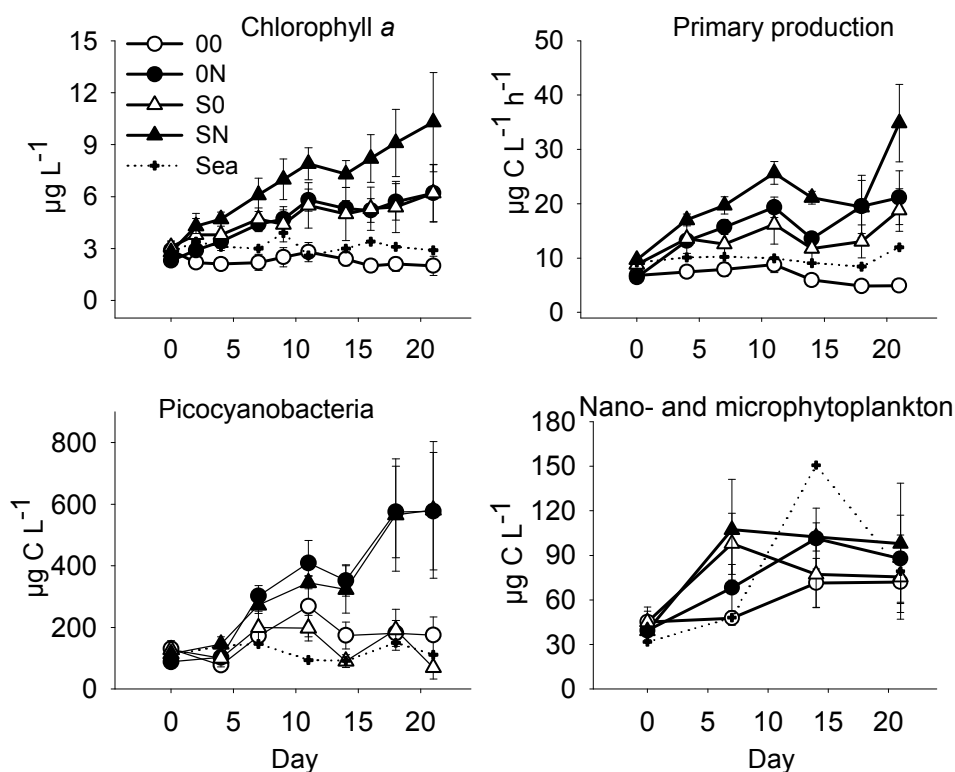 Chlorophyll a
15
12
9
6
3
0
µg L⁻¹
00
0N
S0
SN
Sea
0 5 10 15 20
Primary production
50
40
30
20
10
0
µg C L⁻¹ h⁻¹
0 5 10 15 20
Picocyanobacteria
800
600
400
200
0
µg C L⁻¹
0 5 10 15 20
Day
Nano- and microphytoplankton
180
150
120
90
60
30
0
µg C L⁻¹
0 5 10 15 20
Day